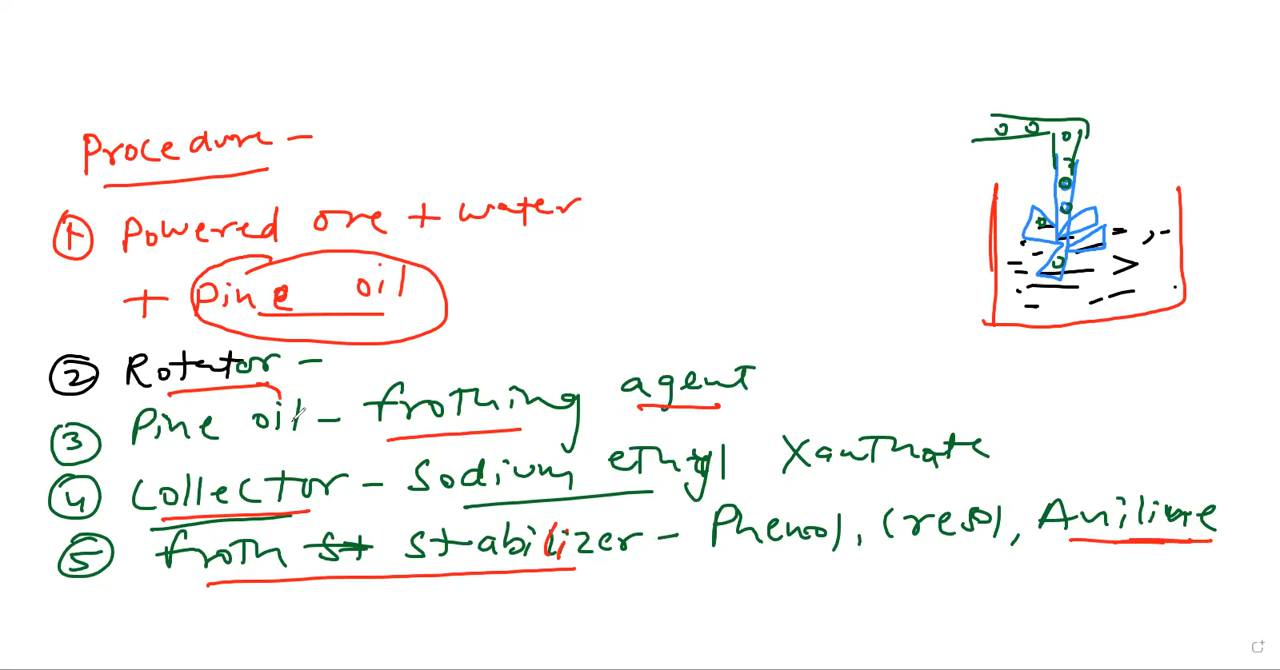 Procedure -
① Powered ore + water
+ Pine oil
② Rotator -
③ Pine oil - frothing agent
④ Collector - Sodium ethyl Xanthate
⑤ froth st stabilizer - Phenol, Cresol, Aniline